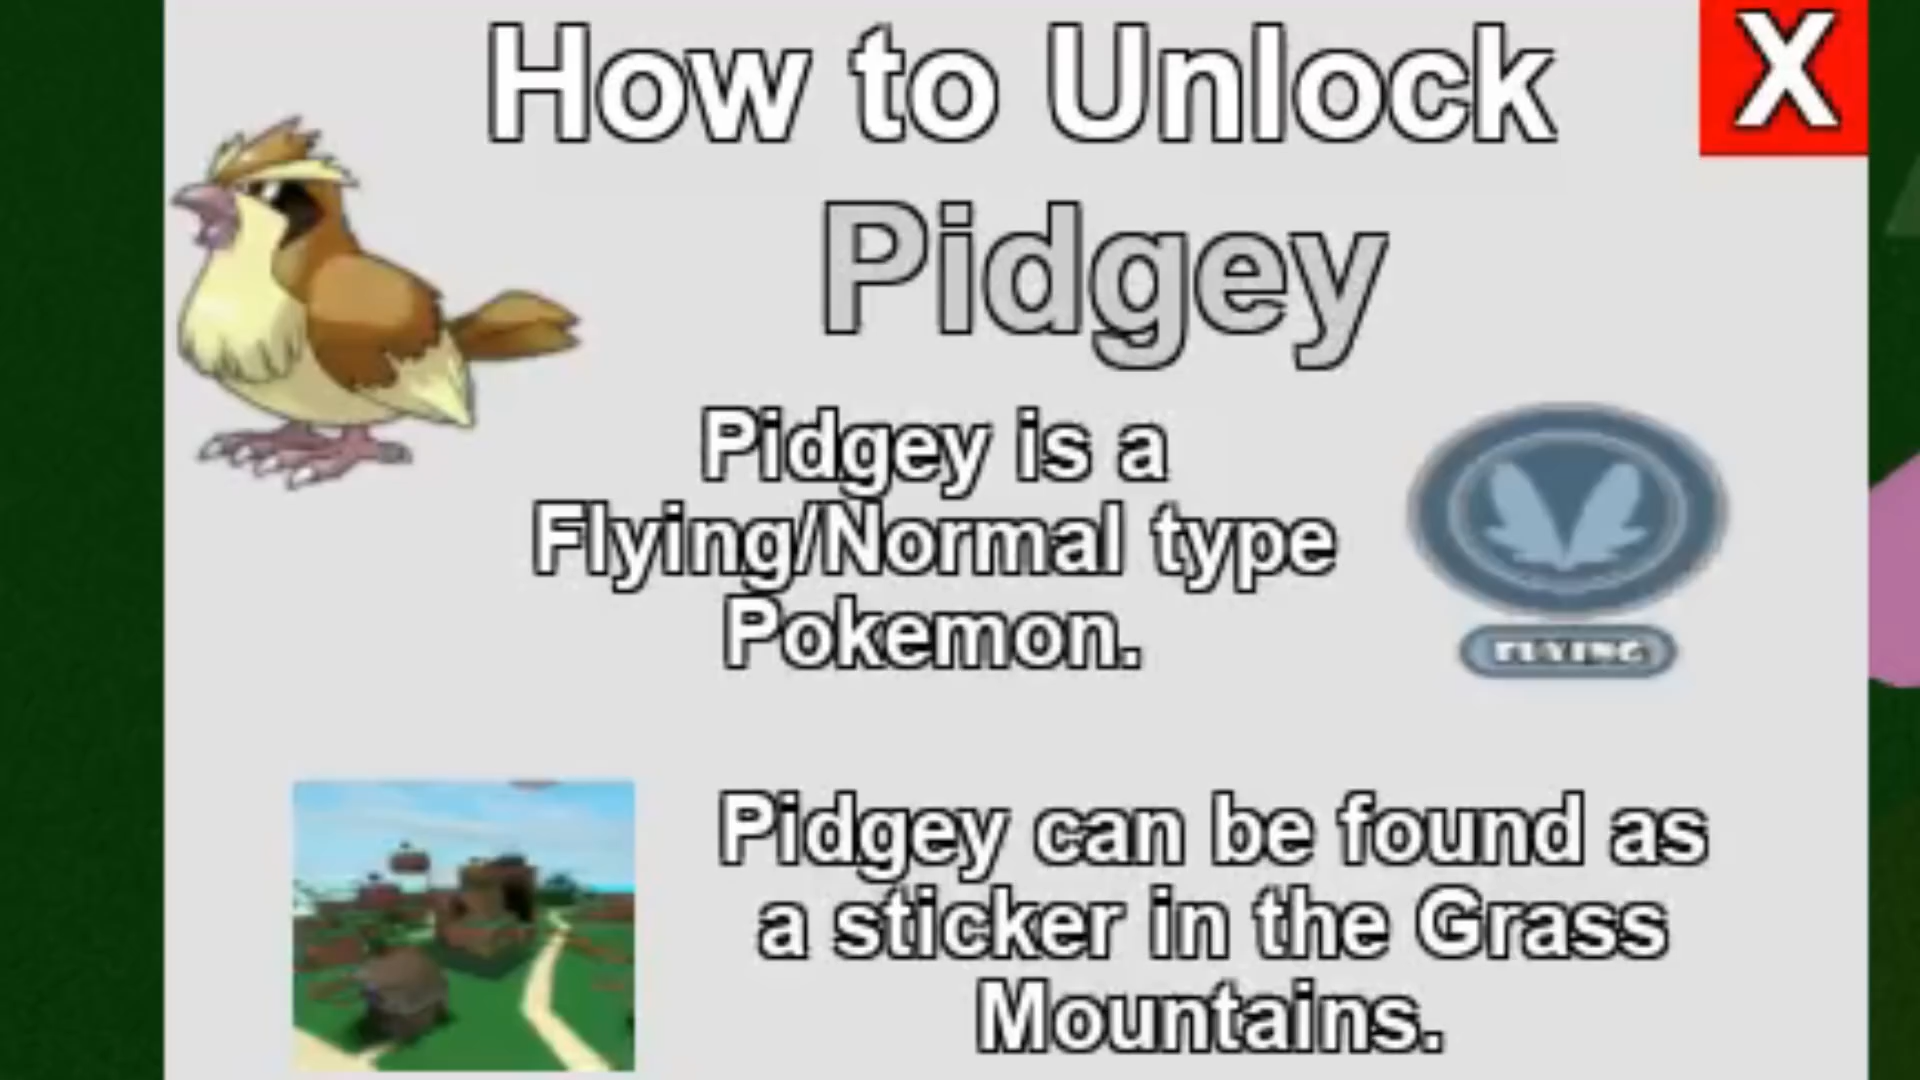 How to Unlock
X
Pidgey
Pidgey is a
Flying/Normal type
Pokemon.
FLYING
Pidgey can be found as
a sticker in the Grass
Mountains.